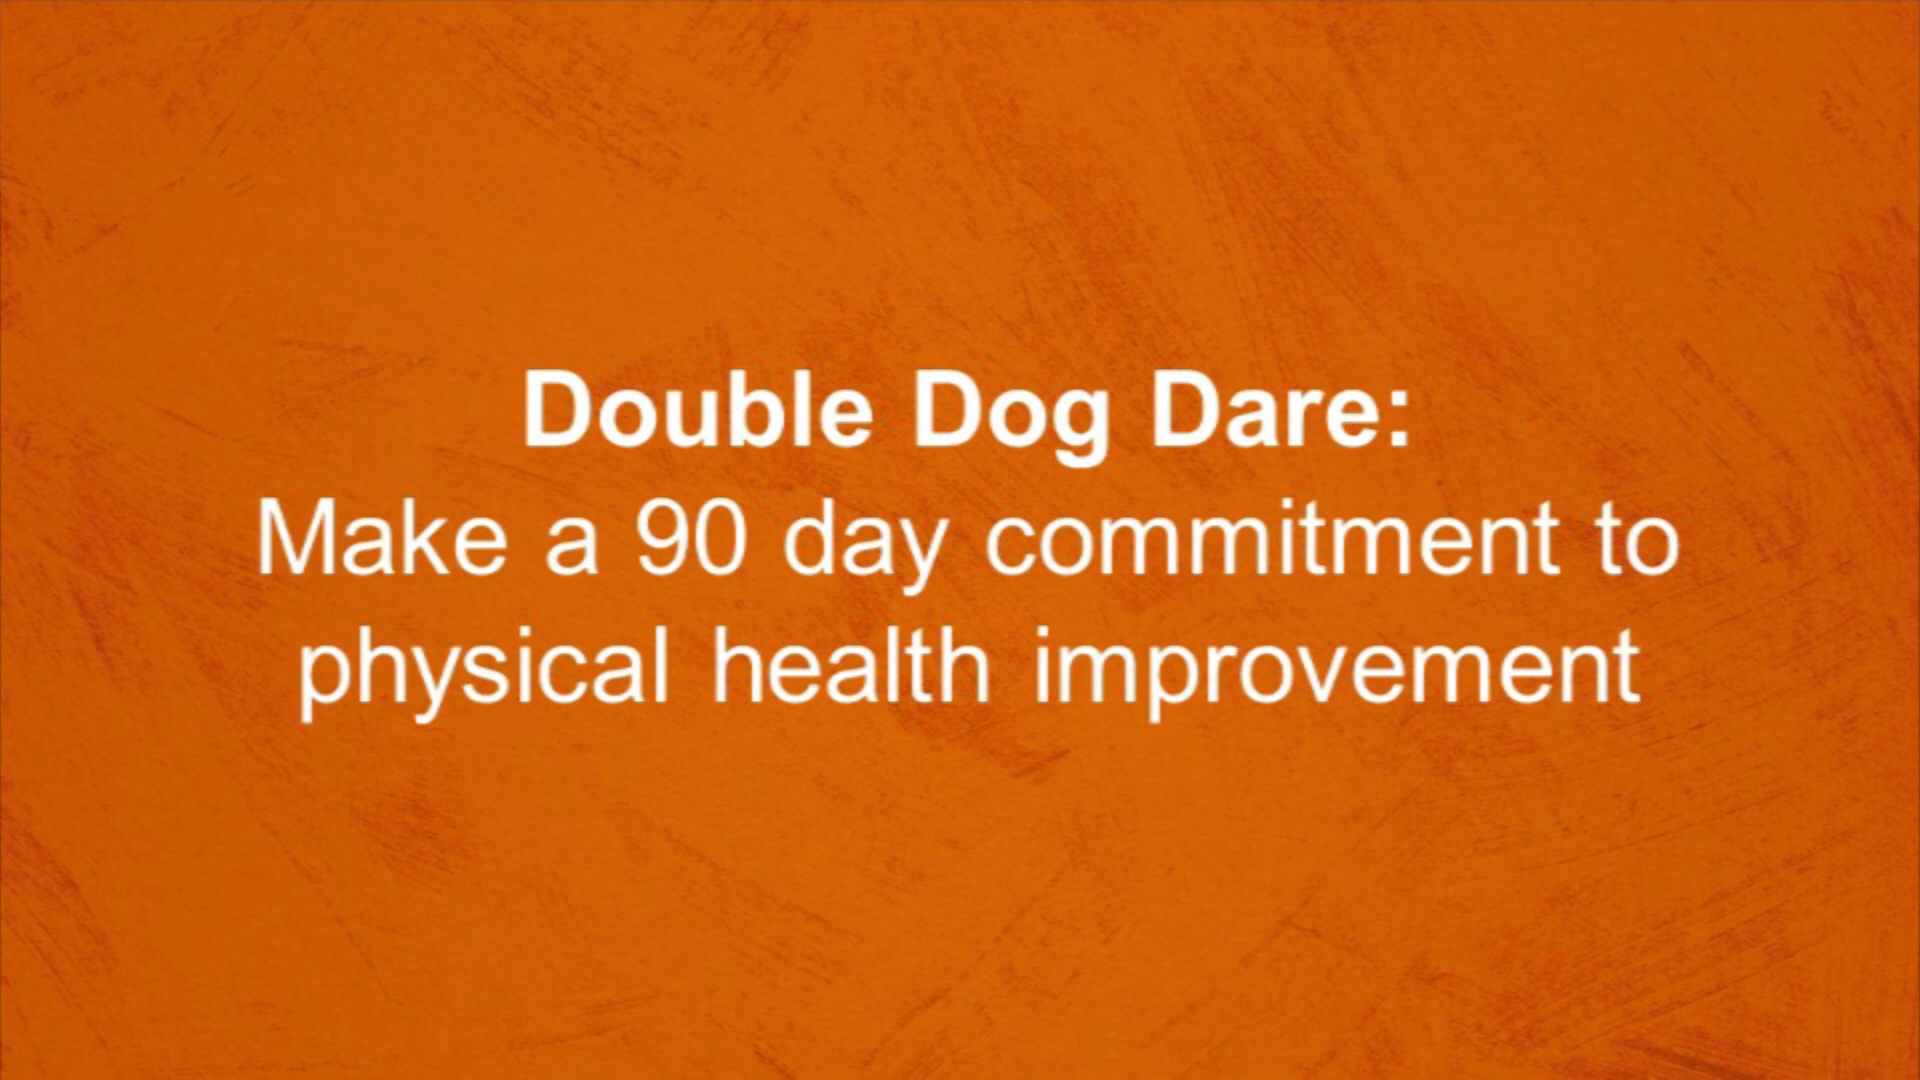 Double Dog Dare:
Make a 90 day commitment to
physical health improvement